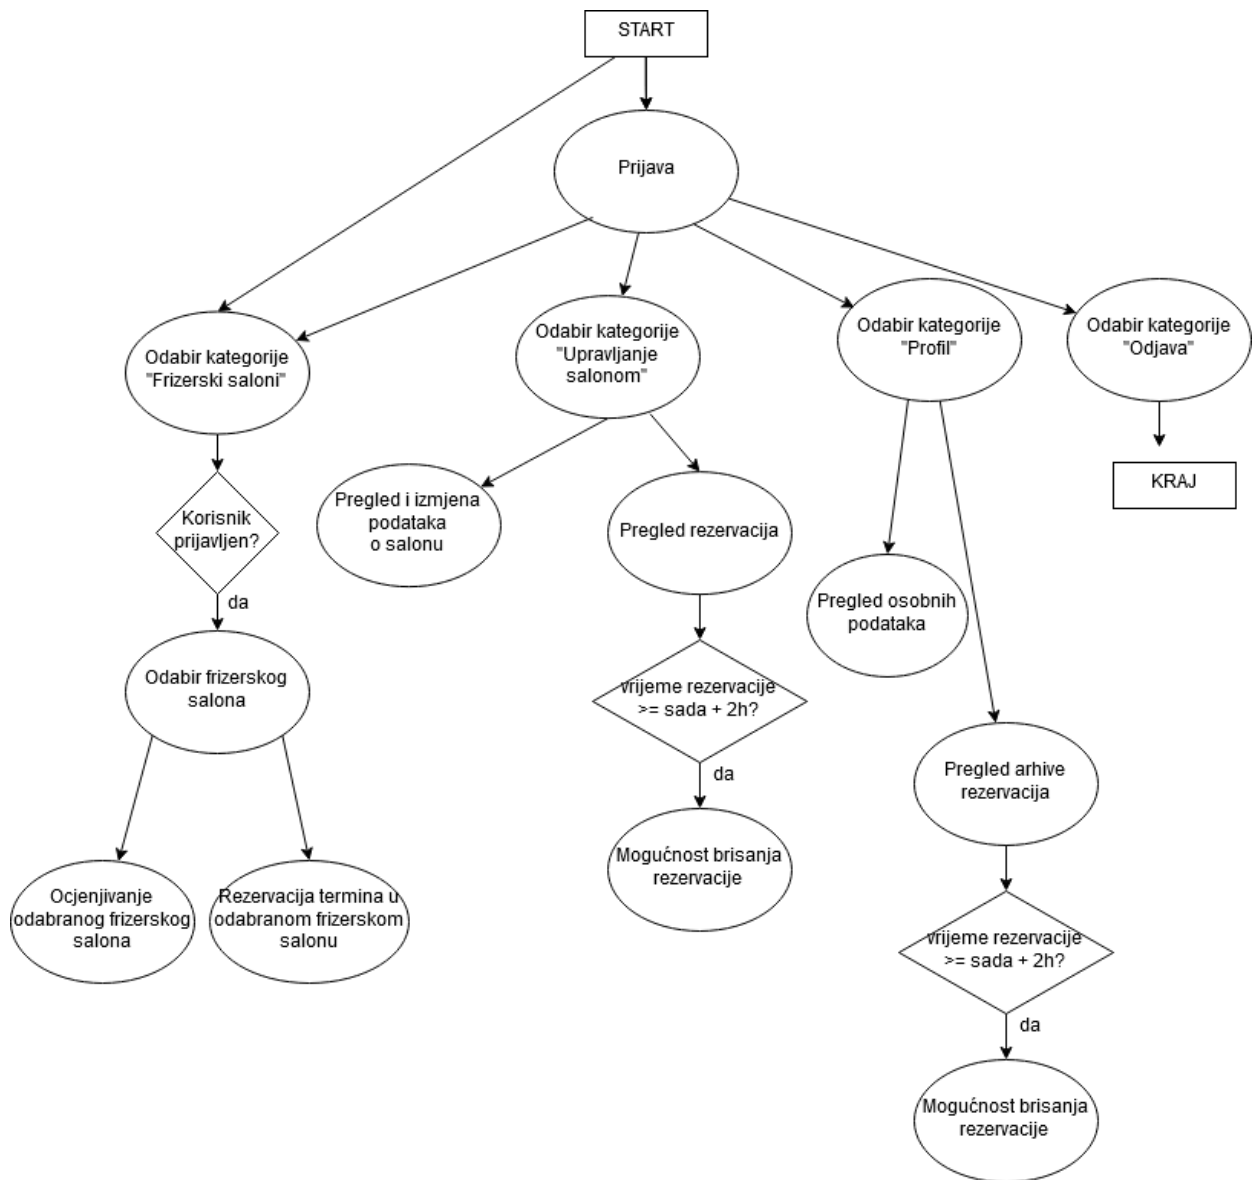 START
Prijava
Odabir kategorije
"Frizerski saloni"
Odabir kategorije
"Upravljanje
salonom"
Odabir kategorije
"Profil"
Odabir kategorije
"Odjava"
KRAJ
Korisnik
prijavljen?
da
Pregled i izmjena
podataka
o salonu
Pregled rezervacija
Pregled osobnih
podataka
Odabir frizerskog
salona
vrijeme rezervacije
>= sada + 2h?
da
Pregled arhive
rezervacija
Ocjenjivanje
odabranog frizerskog
salona
Rezervacija termina u
odabranom frizerskom
salonu
Mogućnost brisanja
rezervacije
vrijeme rezervacije
>= sada + 2h?
da
Mogućnost brisanja
rezervacije